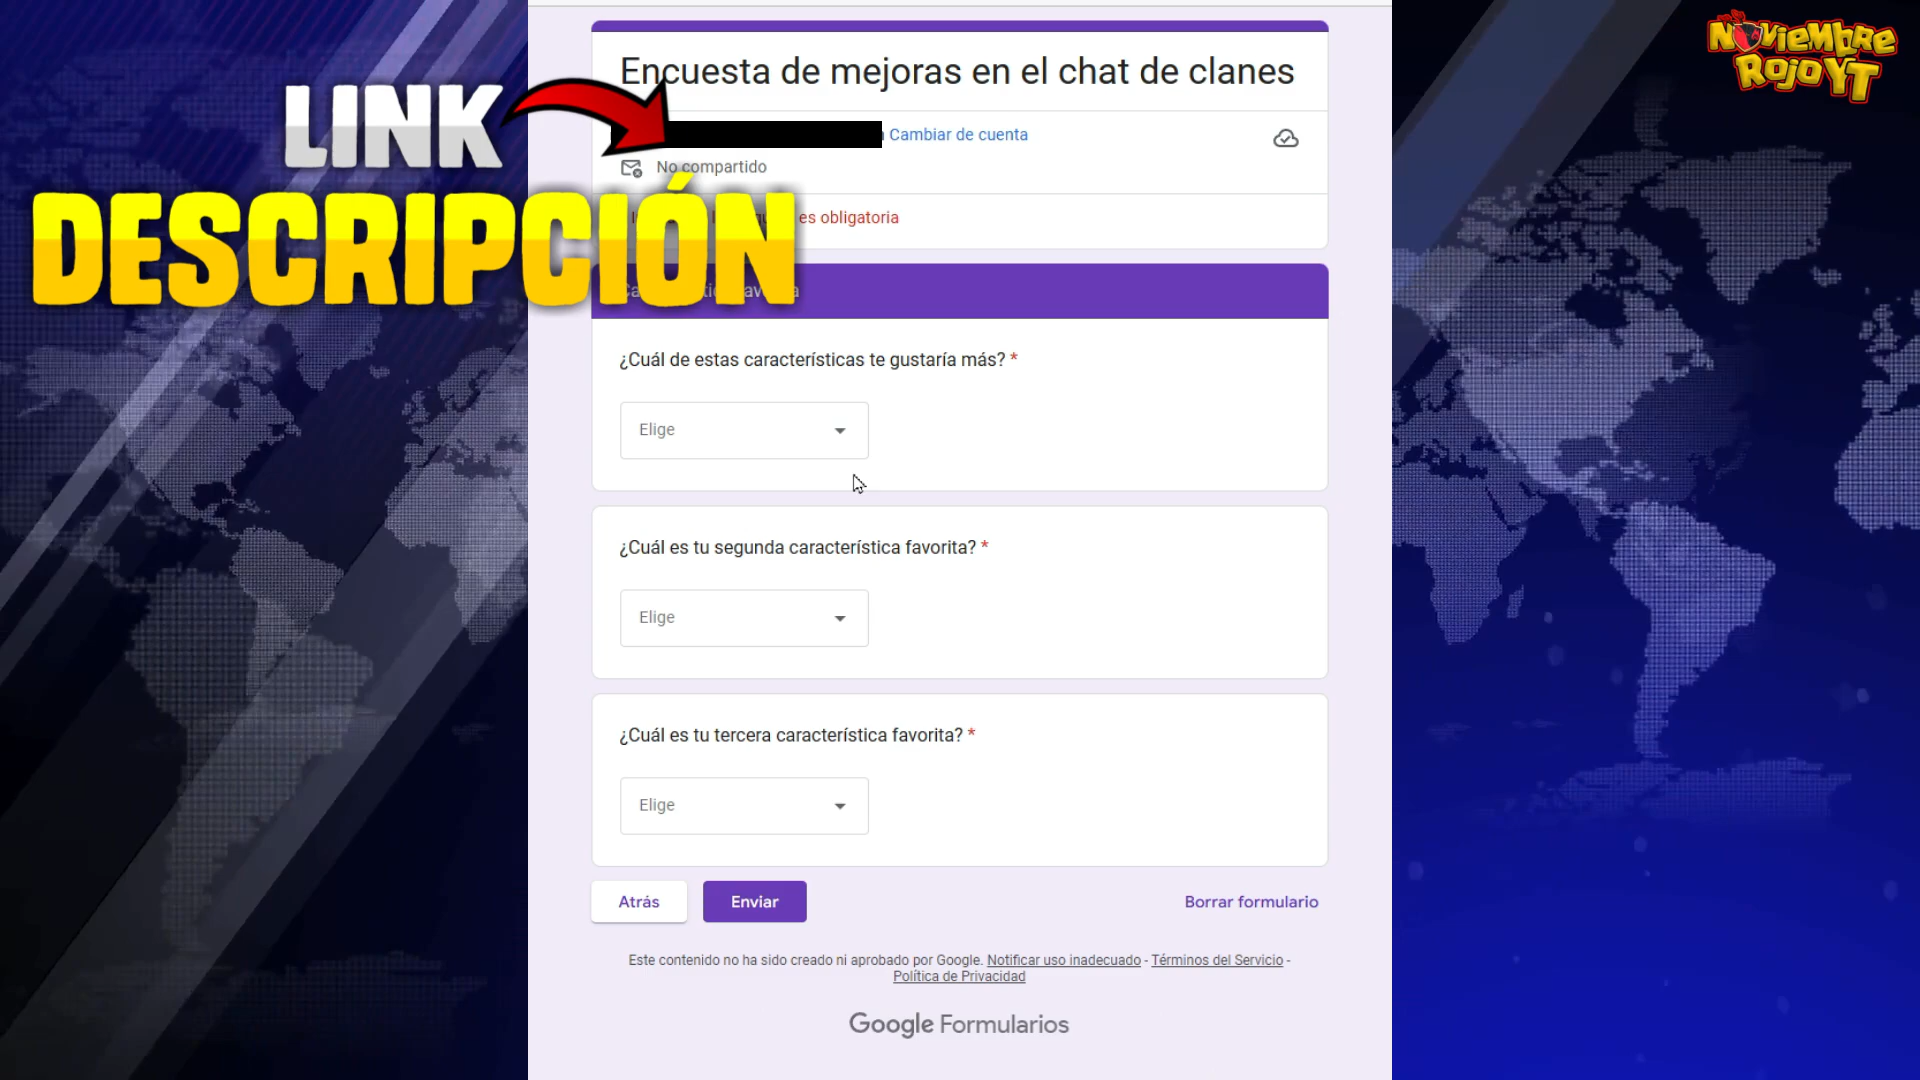 NOVIEMBRE
ROJO YT
LINK
DESCRIPCIÓN
Encuesta de mejoras en el chat de clanes
Cambiar de cuenta
No compartido
es obligatoria
¿Cuál de estas características te gustaría más? *
Elige
¿Cuál es tu segunda característica favorita? *
Elige
¿Cuál es tu tercera característica favorita? *
Elige
Atrás
Enviar
Borrar formulario
Este contenido no ha sido creado ni aprobado por Google. Notificar uso inadecuado - Términos del Servicio -
Política de Privacidad
Google Formularios